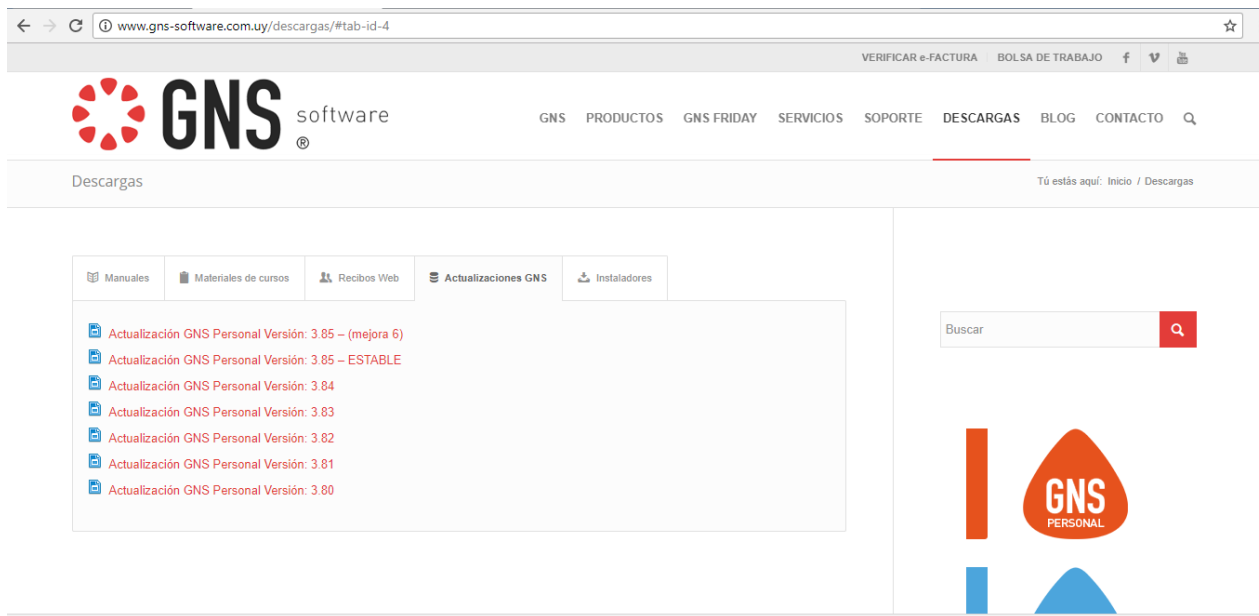 www.gns-software.com.uy/descargas/#tab-id-4
VERIFICAR e-FACTURA BOLSA DE TRABAJO
GNS software ®
GNS PRODUCTOS GNS FRIDAY SERVICIOS SOPORTE DESCARGAS BLOG CONTACTO
Descargas
Tú estás aquí: Inicio / Descargas
Manuales Materiales de cursos Recibos Web Actualizaciones GNS Instaladores
Actualización GNS Personal Versión: 3.85 – (mejora 6)
Actualización GNS Personal Versión: 3.85 – ESTABLE
Actualización GNS Personal Versión: 3.84
Actualización GNS Personal Versión: 3.83
Actualización GNS Personal Versión: 3.82
Actualización GNS Personal Versión: 3.81
Actualización GNS Personal Versión: 3.80
Buscar
GNS
PERSONAL